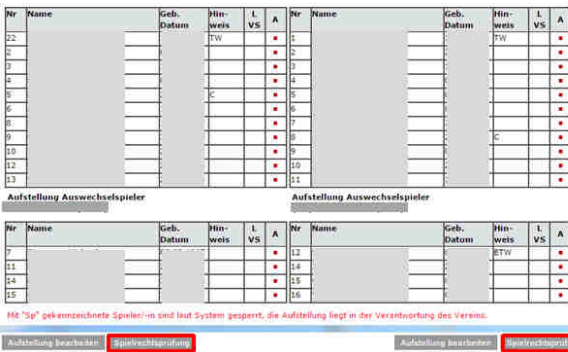 Nr Name Geb. Datum Hin-weis L VS A Nr Name Geb. Datum Hin-weis L VS A
22 TW 1 TW
2 2
3 3
4 4
5 C 5
6 6
8 7
9 8 C
10 9
12 10
13 11
Aufstellung Auswechselspieler Aufstellung Auswechselspieler
Nr Name Geb. Datum Hin-weis L VS A Nr Name Geb. Datum Hin-weis L VS A
7 12 ETW
11 14
14 14
15 16
Mit "Sp" gekennzeichnete Spieler/-in sind laut System gesperrt, die Aufstellung liegt in der Verantwortung des Vereins.
Aufstellung bearbeiten Spielrechtsprüfung Aufstellung bearbeiten Spielrechtsprüf